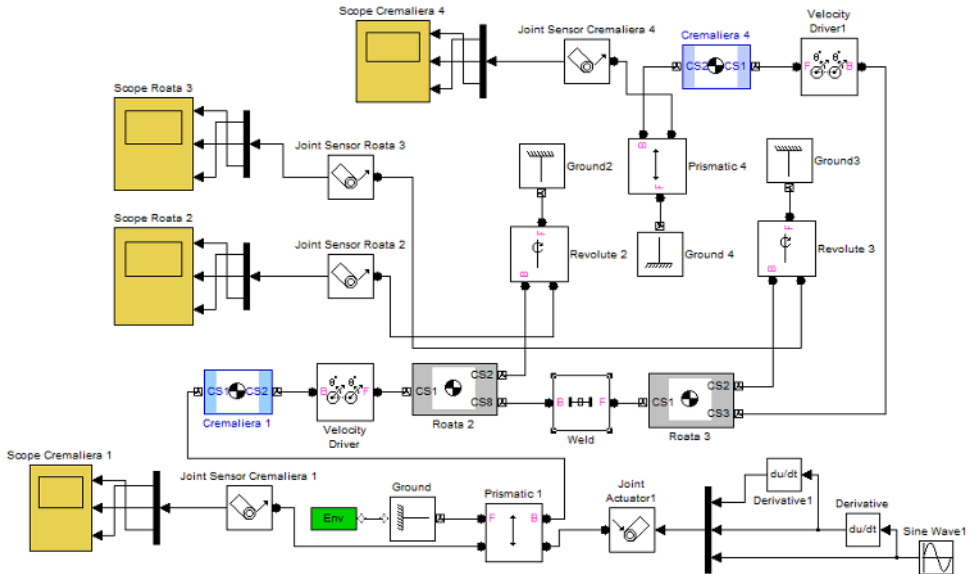 Scope Cremaliera 4
Joint Sensor Cremaliera 4
Cremaliera 4
CS2 CS1
Velocity
Driver1
F B
Scope Roata 3
Joint Sensor Roata 3
Ground2
B
Prismatic 4
F
Ground3
Scope Roata 2
Joint Sensor Roata 2
F
Revolute 2
B
Ground 4
F
Revolute 3
B
CS1 CS2
Cremaliera 1
B F
Velocity
Driver
CS1 CS2
CS8
Roata 2
B F
Weld
CS1 CS2
CS3
Roata 3
Scope Cremaliera 1
Joint Sensor Cremaliera 1
Env
Ground
Prismatic 1
F B
Joint
Actuator1
du/dt
Derivative1
Derivative
du/dt
Sine Wave1